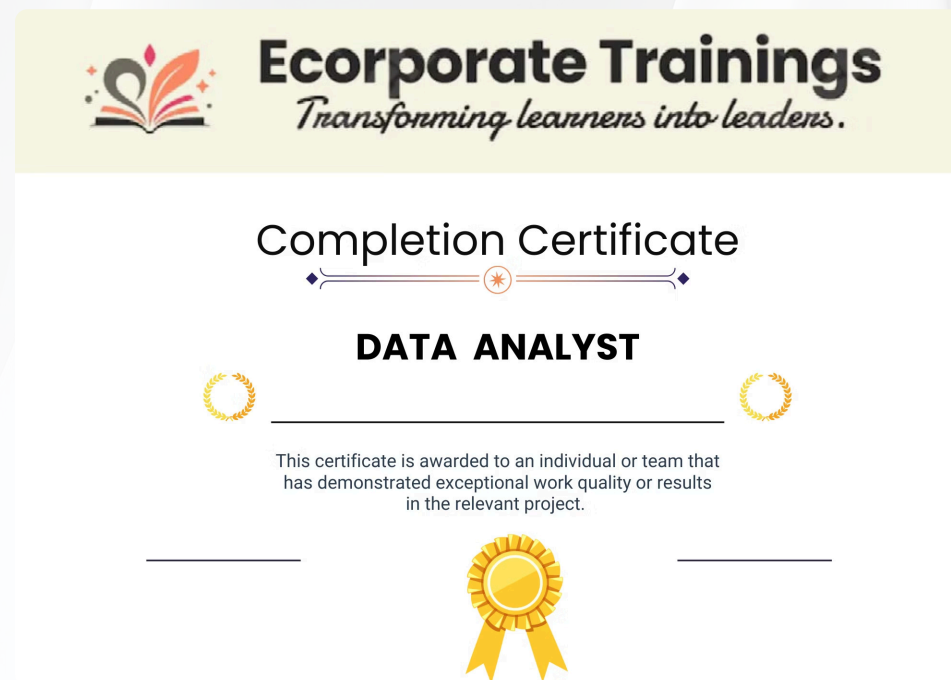 Ecorporate Trainings
Transforming learners into leaders.
Completion Certificate
DATA ANALYST
This certificate is awarded to an individual or team that
has demonstrated exceptional work quality or results
in the relevant project.